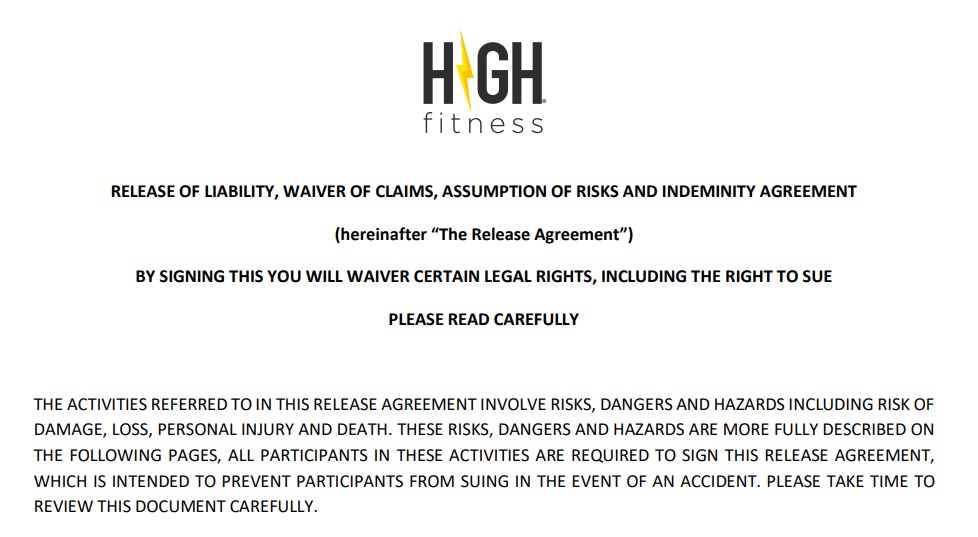 HIGH®
fitness
RELEASE OF LIABILITY, WAIVER OF CLAIMS, ASSUMPTION OF RISKS AND INDEMINITY AGREEMENT
(hereinafter “The Release Agreement”)
BY SIGNING THIS YOU WILL WAIVER CERTAIN LEGAL RIGHTS, INCLUDING THE RIGHT TO SUE
PLEASE READ CAREFULLY
THE ACTIVITIES REFERRED TO IN THIS RELEASE AGREEMENT INVOLVE RISKS, DANGERS AND HAZARDS INCLUDING RISK OF
DAMAGE, LOSS, PERSONAL INJURY AND DEATH. THESE RISKS, DANGERS AND HAZARDS ARE MORE FULLY DESCRIBED ON
THE FOLLOWING PAGES, ALL PARTICIPANTS IN THESE ACTIVITIES ARE REQUIRED TO SIGN THIS RELEASE AGREEMENT,
WHICH IS INTENDED TO PREVENT PARTICIPANTS FROM SUING IN THE EVENT OF AN ACCIDENT. PLEASE TAKE TIME TO
REVIEW THIS DOCUMENT CAREFULLY.